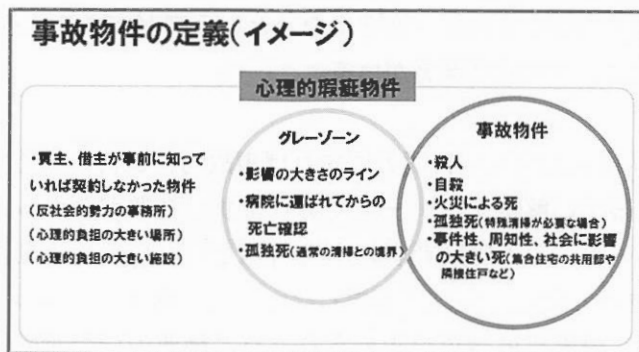 事故物件の定義(イメージ)
心理的瑕疵物件
・買主、借主が事前に知って
いれば契約しなかった物件
(反社会的勢力の事務所)
(心理的負担の大きい場所)
(心理的負担の大きい施設)
グレーゾーン
・影響の大きさのライン
・病院に運ばれてからの
死亡確認
・孤独死(通常の清掃との境界)
事故物件
・殺人
・自殺
・火災による死
・孤独死(特殊清掃が必要な場合)
・事件性、周知性、社会に影響
の大きい死(集合住宅の共用部や
隣接住戸など)